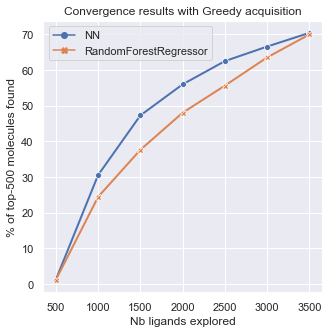 Convergence results with Greedy acquisition
NN
RandomForestRegressor
70
60
50
40
30
20
10
0
% of top-500 molecules found
500 1000 1500 2000 2500 3000 3500
Nb ligands explored